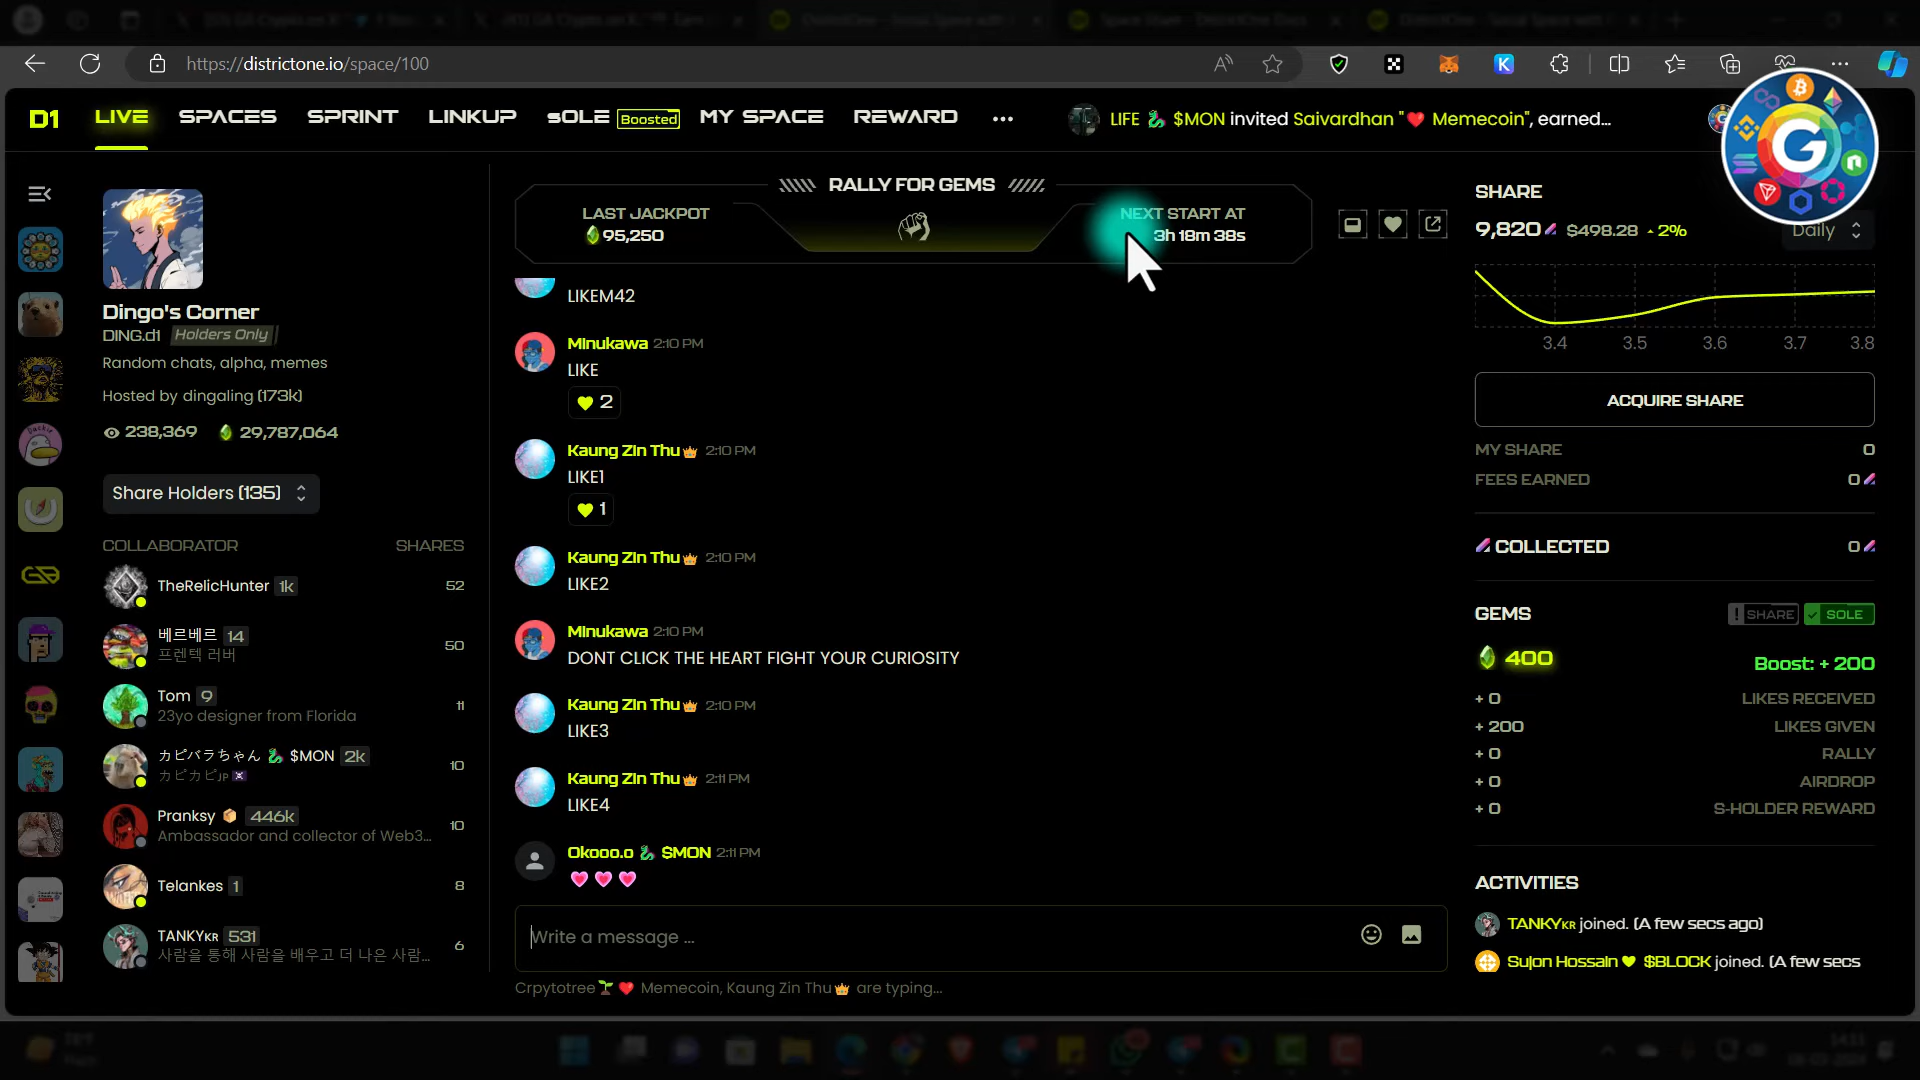 https://districtone.io/space/100
D1
LIVE
SPACES
SPRINT
LINKUP
sOLE Boosted
MY SPACE
REWARD
LIFE 🐉 $MON invited Saivardhan "❤️ Memecoin", earned...
G
Dingo's Corner
DING.d1 Holders Only
Random chats, alpha, memes
Hosted by dingaling (173k)
238,369 29,787,064
Share Holders (135)
COLLABORATOR SHARES
TheRelicHunter 1k 52
베르베르 14 50
프렌텍 러버
Tom 9 11
23yo designer from Florida
カピバラちゃん 🐉 $MON 2k 10
カピカピJP
Pranksy 📦 446k 10
Ambassador and collector of Web3...
Telankes 1 8
TANKYKR 531 6
사람을 통해 사람을 배우고 더 나은 사람...
RALLY FOR GEMS
LAST JACKPOT
95,250
NEXT START AT
3h 18m 38s
LIKEM42
Minukawa 2:10 PM
LIKE
2
Kaung Zin Thu👑 2:10 PM
LIKE1
1
Kaung Zin Thu👑 2:10 PM
LIKE2
Minukawa 2:10 PM
DONT CLICK THE HEART FIGHT YOUR CURIOSITY
Kaung Zin Thu👑 2:10 PM
LIKE3
Kaung Zin Thu👑 2:11 PM
LIKE4
Okooo.o 🐉 $MON 2:11 PM
💗 💗 💗
Write a message ...
Crpytotree🌱 ❤️ Memecoin, Kaung Zin Thu👑 are typing...
SHARE
9,820 $498.28 2%
Daily
3.4 3.5 3.6 3.7 3.8
ACQUIRE SHARE
MY SHARE 0
FEES EARNED 0
COLLECTED 0
GEMS ! SHARE SOLE
400 Boost: + 200
+ 0 LIKES RECEIVED
+ 200 LIKES GIVEN
+ 0 RALLY
+ 0 AIRDROP
+ 0 S-HOLDER REWARD
ACTIVITIES
TANKYKR joined. (A few secs ago)
Sujon Hossain 💛 $BLOCK joined. (A few secs